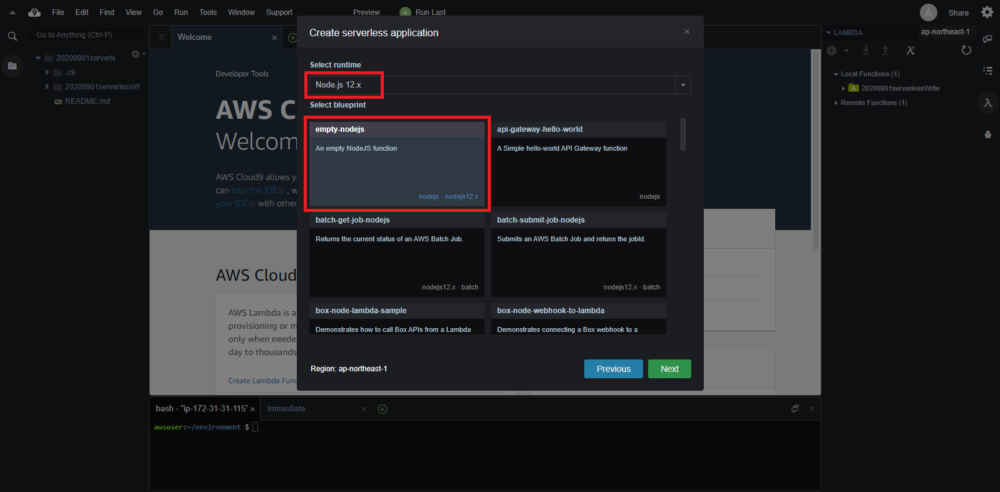 File Edit Find View Go Run Tools Window Support Preview Run Last
A Share
Go to Anything (Ctrl-P)
20200901serverle
.c9
20200901serverlessW
README.md
Welcome
Developer Tools
AWS C
Welcom
AWS Cloud9 allows y
can tour the IDE , w
your IDE with other
AWS Cloud
AWS Lambda is a
provisioning or m
only when neede
day to thousands
Create Lambda Func
Create serverless application
Select runtime
Node.js 12.x
Select blueprint
empty-nodejs
An empty NodeJS function
nodejs · nodejs12.x
api-gateway-hello-world
A Simple hello-world API Gateway function
nodejs
batch-get-job-nodejs
Returns the current status of an AWS Batch Job.
nodejs12.x · batch
batch-submit-job-nodejs
Submits an AWS Batch Job and retuns the jobId.
nodejs12.x · batch
box-node-lambda-sample
Demonstrates how to call Box APIs from a Lambda
box-node-webhook-to-lambda
Demonstrates connecting a Box webhook to a
Region: ap-northeast-1
Previous
Next
LAMBDA
ap-northeast-1
Local Functions (1)
20200901serverlessWrite
Remote Functions (1)
bash - "ip-172-31-31-115"
Immediate
awsuser:~/environment $